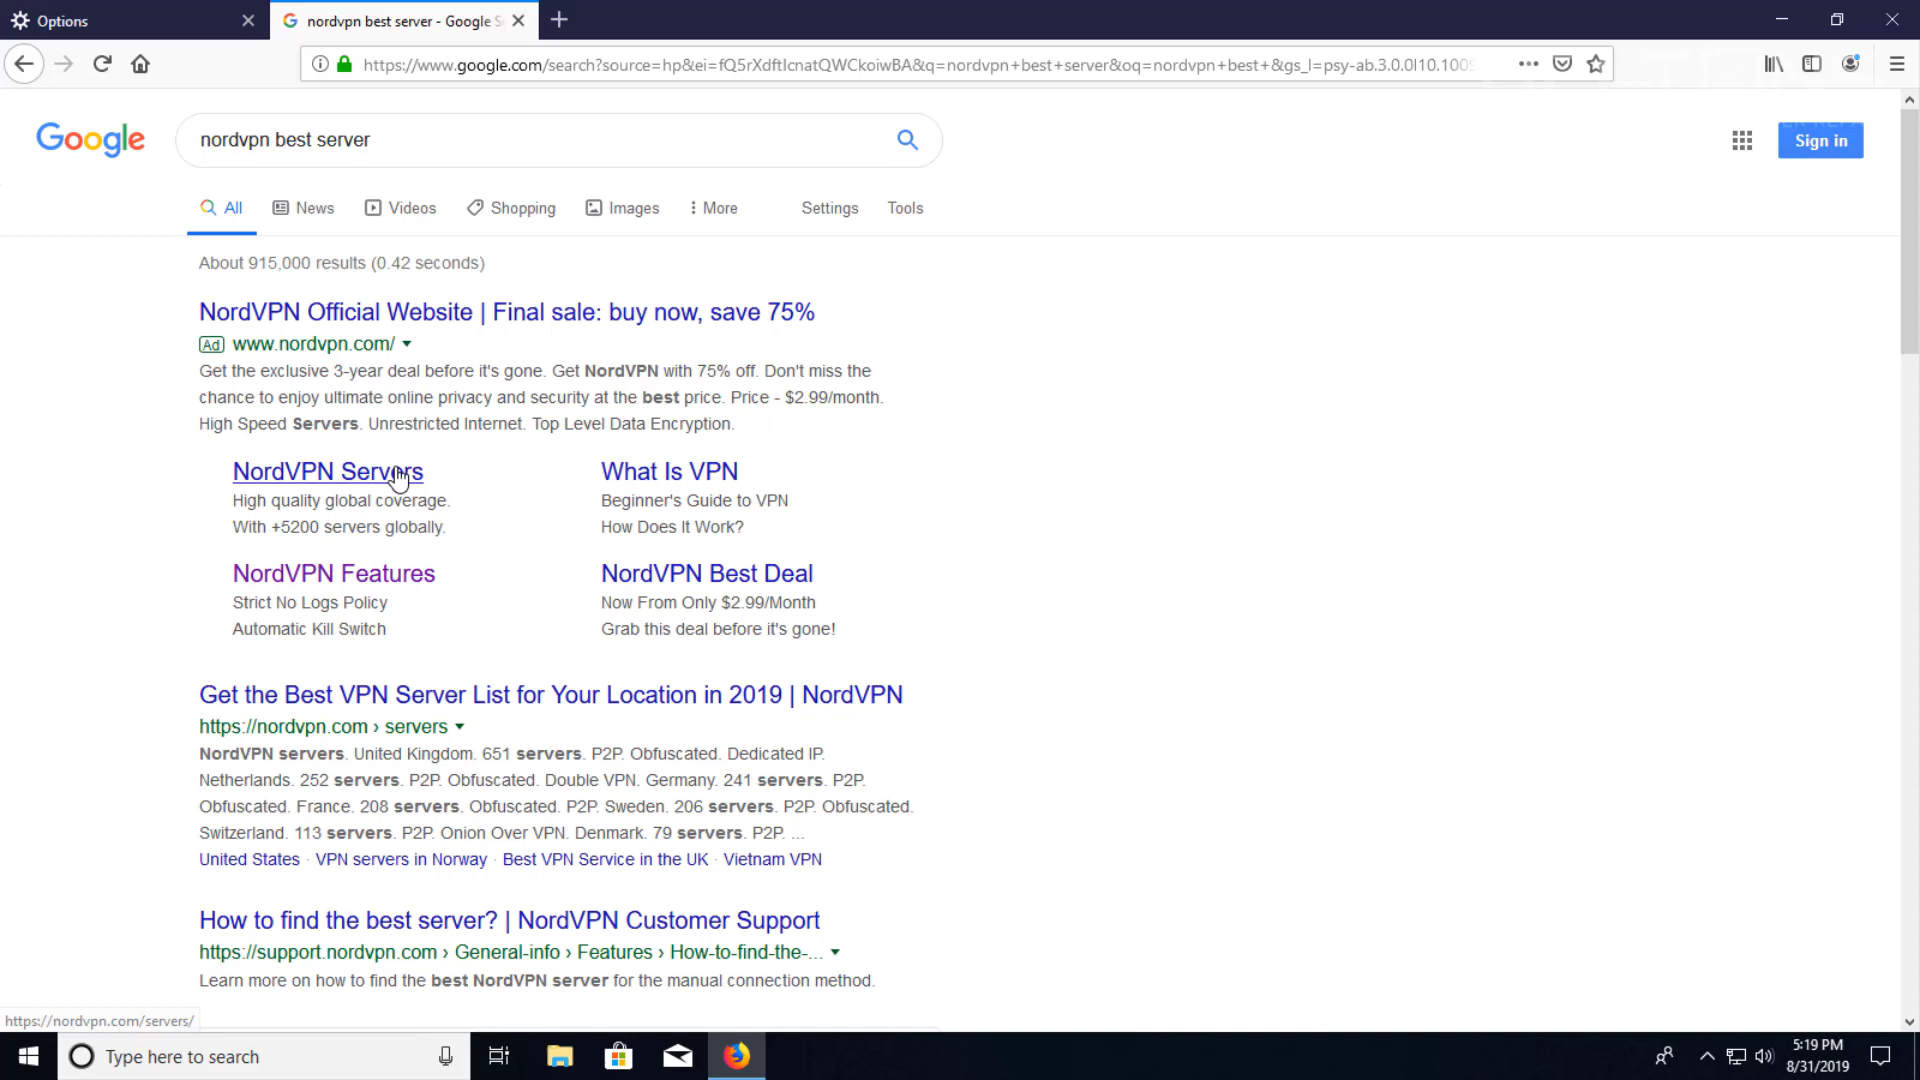 Options
nordvpn best server - Google S
https://www.google.com/search?source=hp&ei=fQ5rXdftIcnatQWCkoiwBA&q=nordvpn+best+server&oq=nordvpn+best+&gs_l=psy-ab.3.0.0l10.1009
Google
nordvpn best server
Sign in
All
News
Videos
Shopping
Images
More
Settings
Tools
About 915,000 results (0.42 seconds)
NordVPN Official Website | Final sale: buy now, save 75%
Ad www.nordvpn.com/
Get the exclusive 3-year deal before it's gone. Get NordVPN with 75% off. Don't miss the
chance to enjoy ultimate online privacy and security at the best price. Price - $2.99/month.
High Speed Servers. Unrestricted Internet. Top Level Data Encryption.
NordVPN Servers
High quality global coverage.
With +5200 servers globally.
What Is VPN
Beginner's Guide to VPN
How Does It Work?
NordVPN Features
Strict No Logs Policy
Automatic Kill Switch
NordVPN Best Deal
Now From Only $2.99/Month
Grab this deal before it's gone!
Get the Best VPN Server List for Your Location in 2019 | NordVPN
https://nordvpn.com › servers
NordVPN servers. United Kingdom. 651 servers. P2P. Obfuscated. Dedicated IP.
Netherlands. 252 servers. P2P. Obfuscated. Double VPN. Germany. 241 servers. P2P.
Obfuscated. France. 208 servers. Obfuscated. P2P. Sweden. 206 servers. P2P. Obfuscated.
Switzerland. 113 servers. P2P. Onion Over VPN. Denmark. 79 servers. P2P. ...
United States · VPN servers in Norway · Best VPN Service in the UK · Vietnam VPN
How to find the best server? | NordVPN Customer Support
https://support.nordvpn.com › General-info › Features › How-to-find-the-...
Learn more on how to find the best NordVPN server for the manual connection method.
https://nordvpn.com/servers/
Type here to search
5:19 PM
8/31/2019